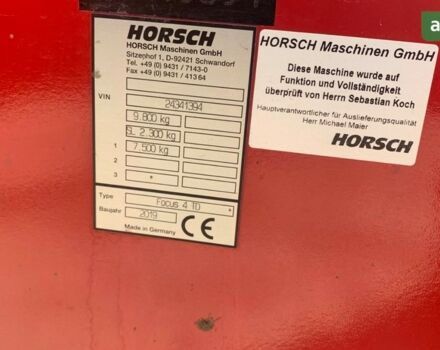 HORSCH
HORSCH Maschinen GmbH
Sitzephof 1, D-92421 Schwandorf
Tel. +49 (0) 9431 / 7143-0
Fax +49 (0) 9431 / 41364
VIN
24341394
9.800 kg
SL 2.300 kg
1 7.500 kg
2
3 *
Type Focus 4 TD
Baujahr 2019
Made in Germany CE
HORSCH Maschinen GmbH
Diese Maschine wurde auf
Funktion und Vollständigkeit
überprüft von Herrn Sebastian Koch
Hauptverantwortlicher für Auslieferungsqualität
Herr Michael Maier
HORSCH
a